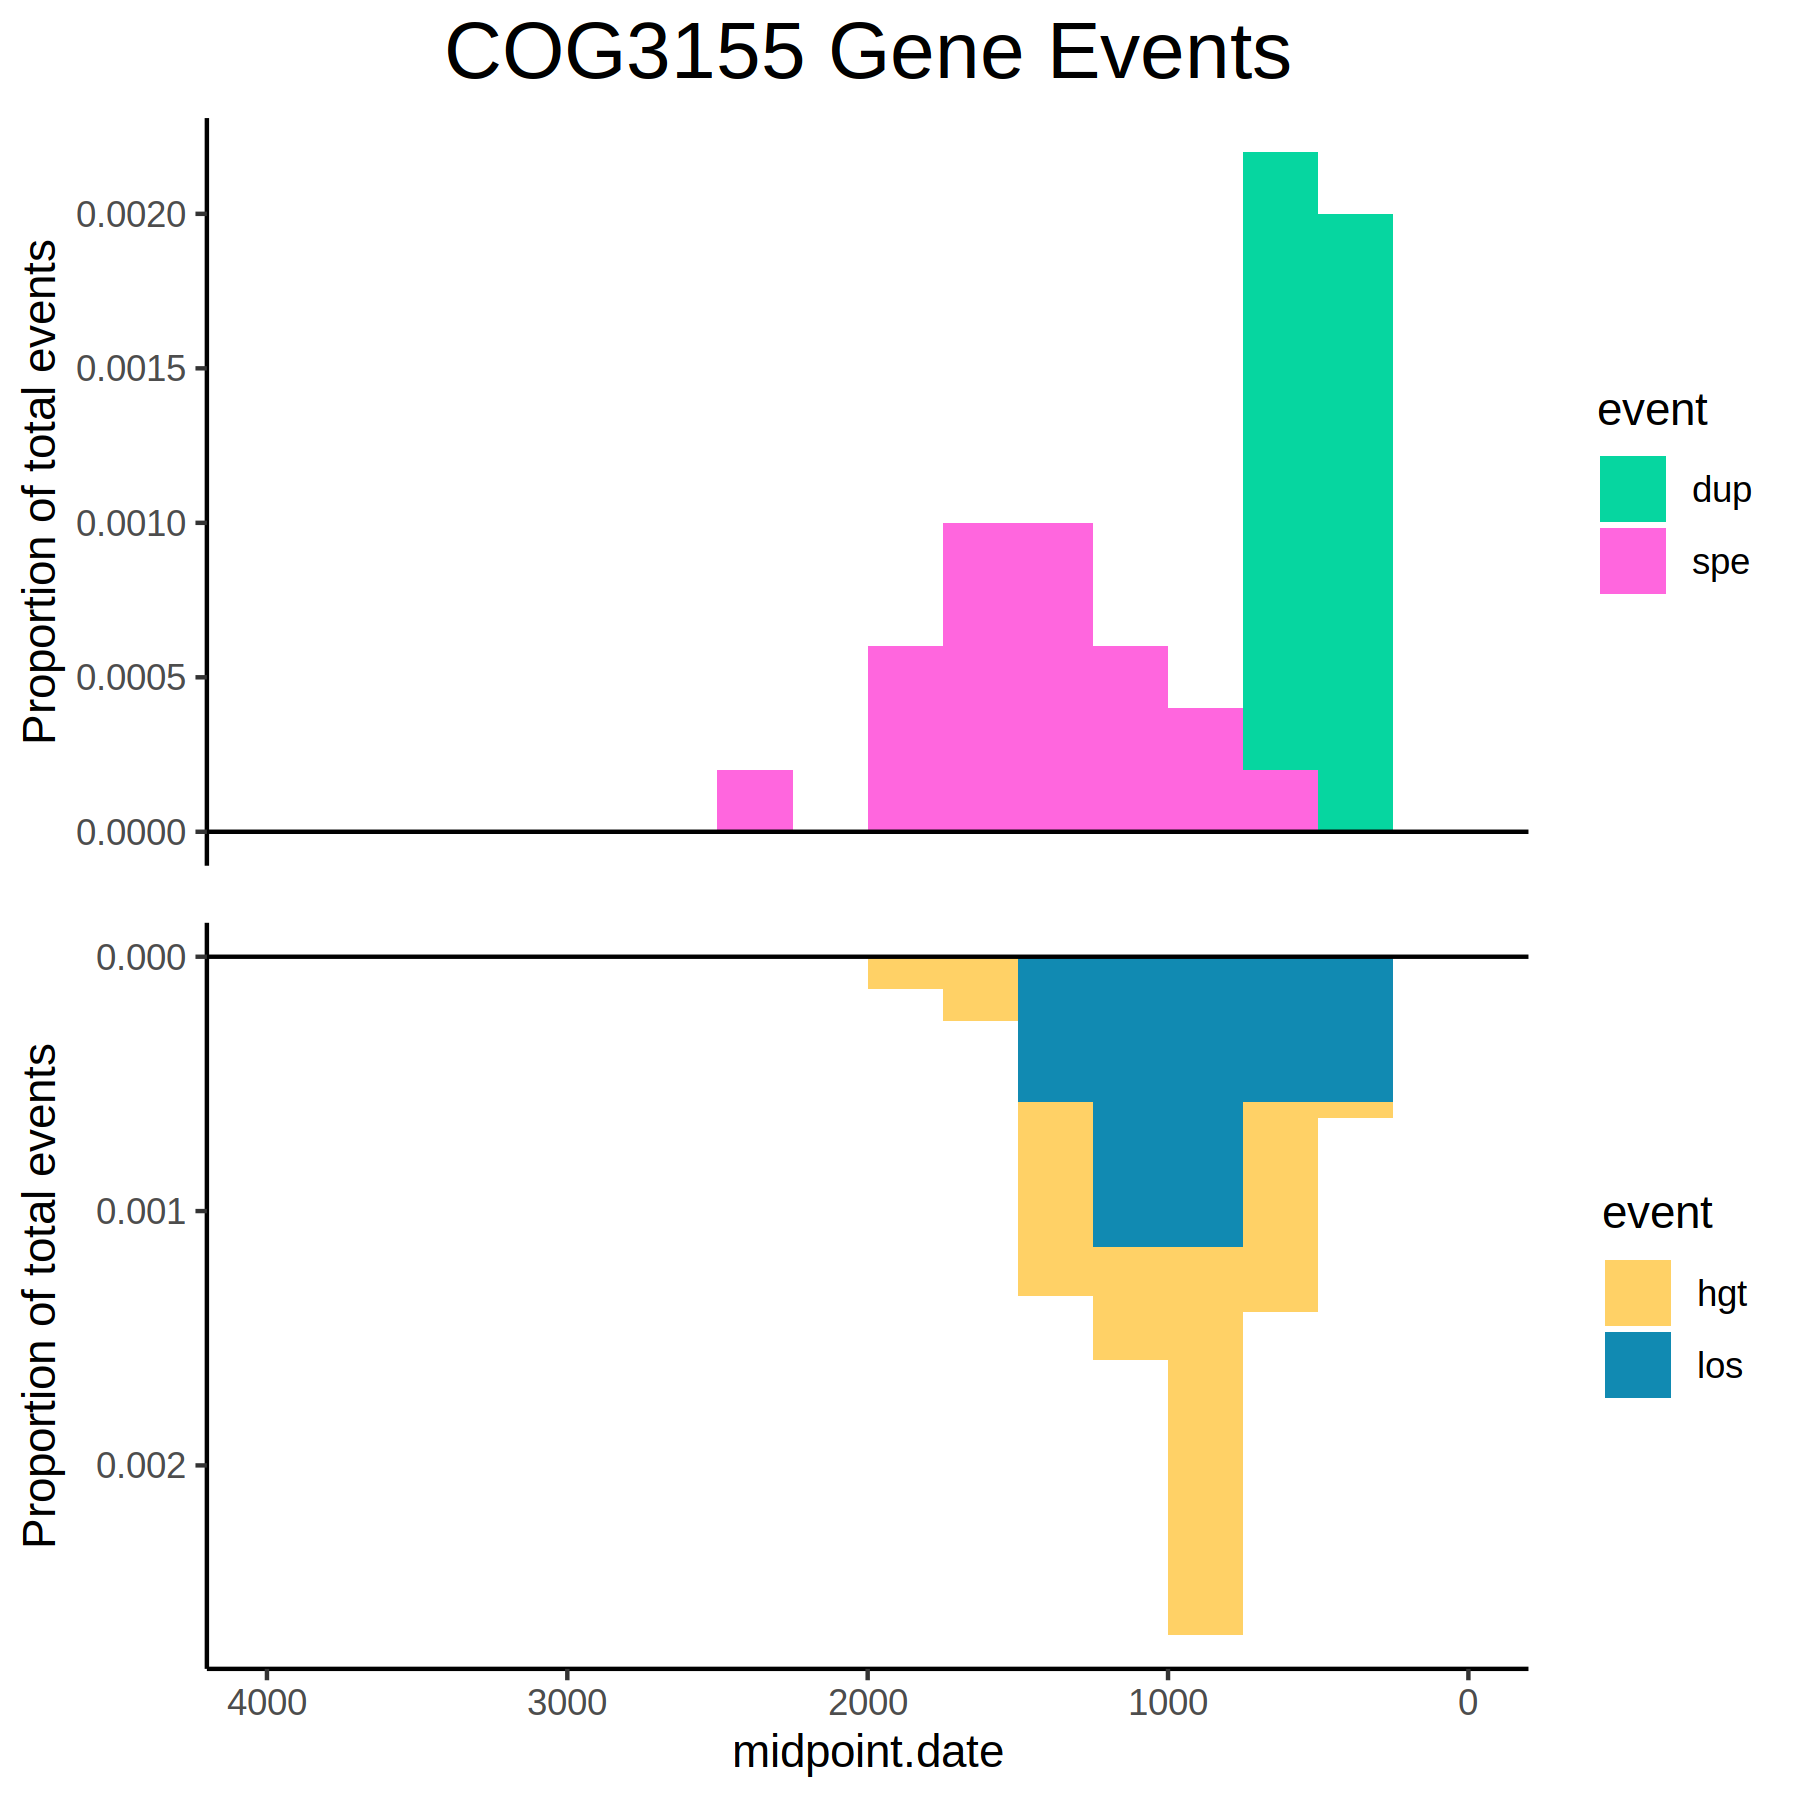 COG3155 Gene Events
Proportion of total events
0.0020
0.0015
0.0010
0.0005
0.0000
event
dup
spe
Proportion of total events
0.000
0.001
0.002
event
hgt
los
4000 3000 2000 1000 0
midpoint.date